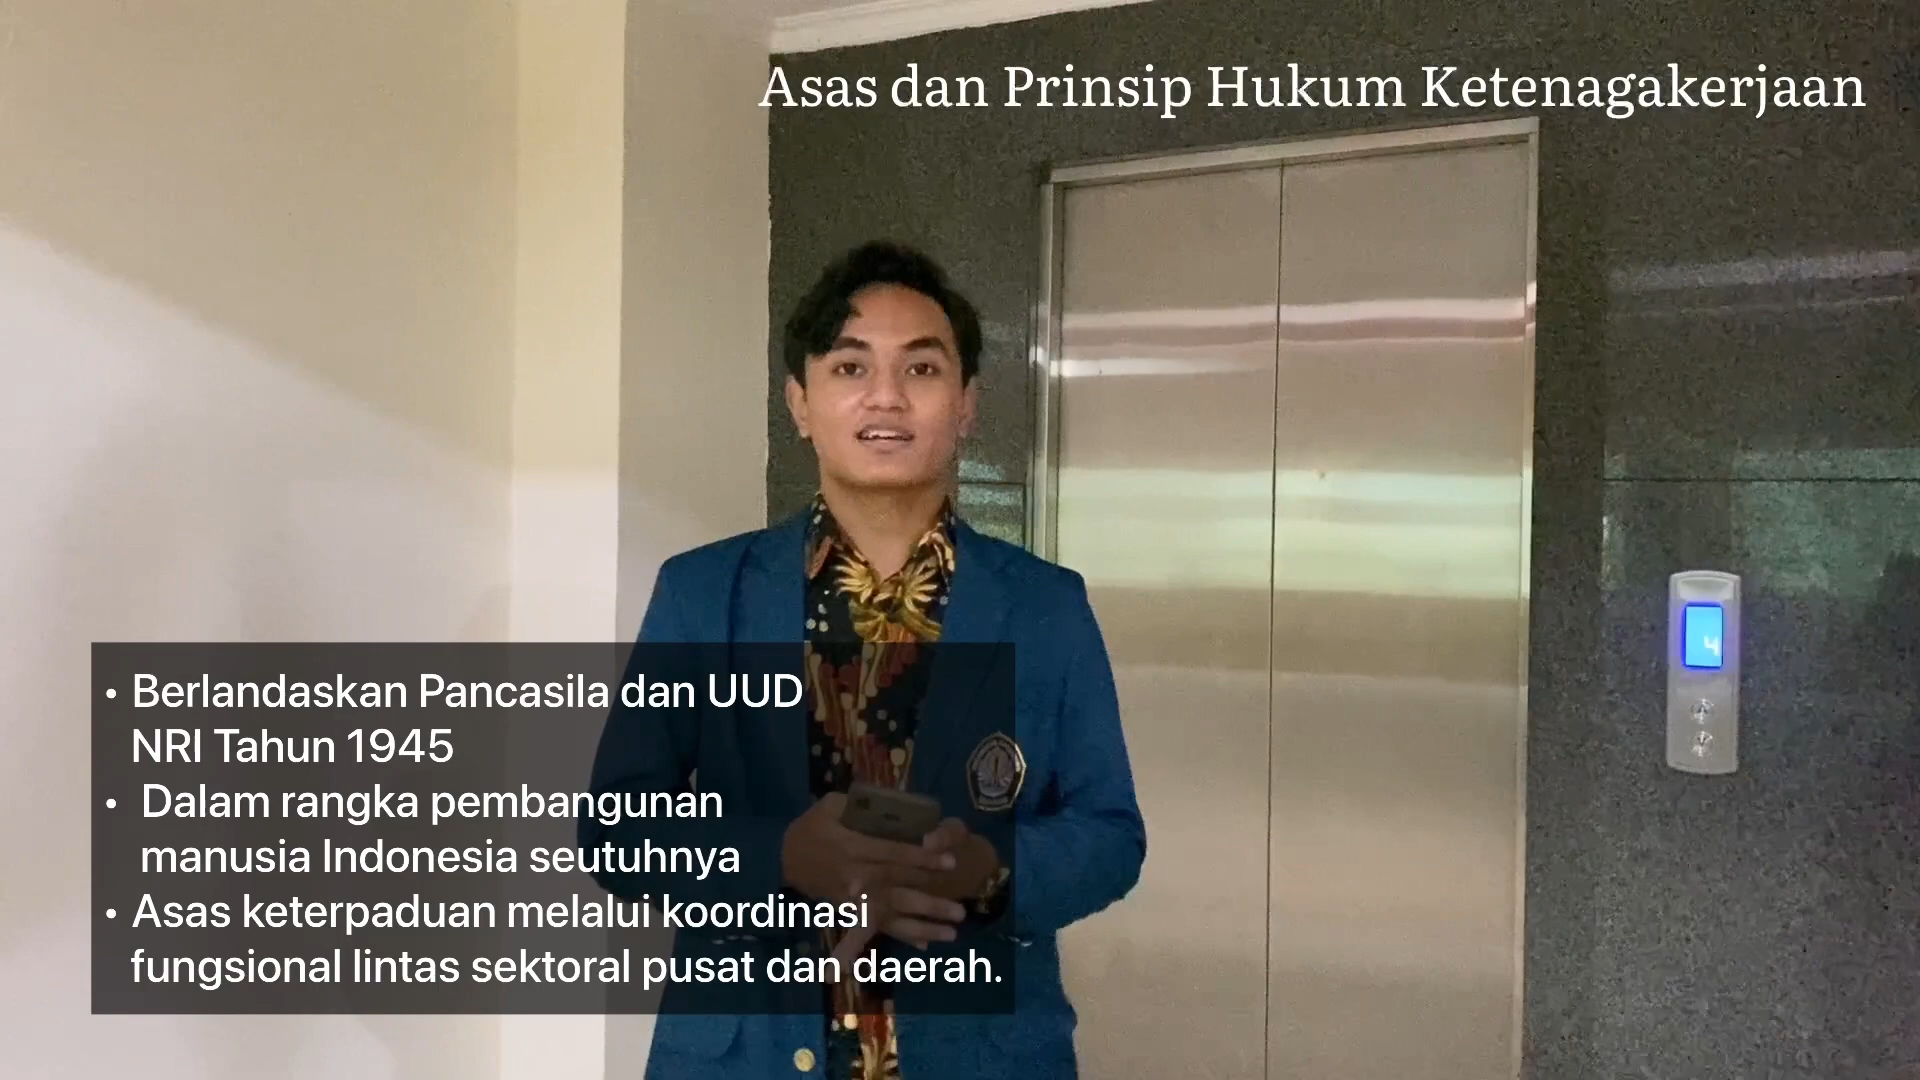 Asas dan Prinsip Hukum Ketenagakerjaan
• Berlandaskan Pancasila dan UUD
NRI Tahun 1945
• Dalam rangka pembangunan
manusia Indonesia seutuhnya
• Asas keterpaduan melalui koordinasi
fungsional lintas sektoral pusat dan daerah.
4